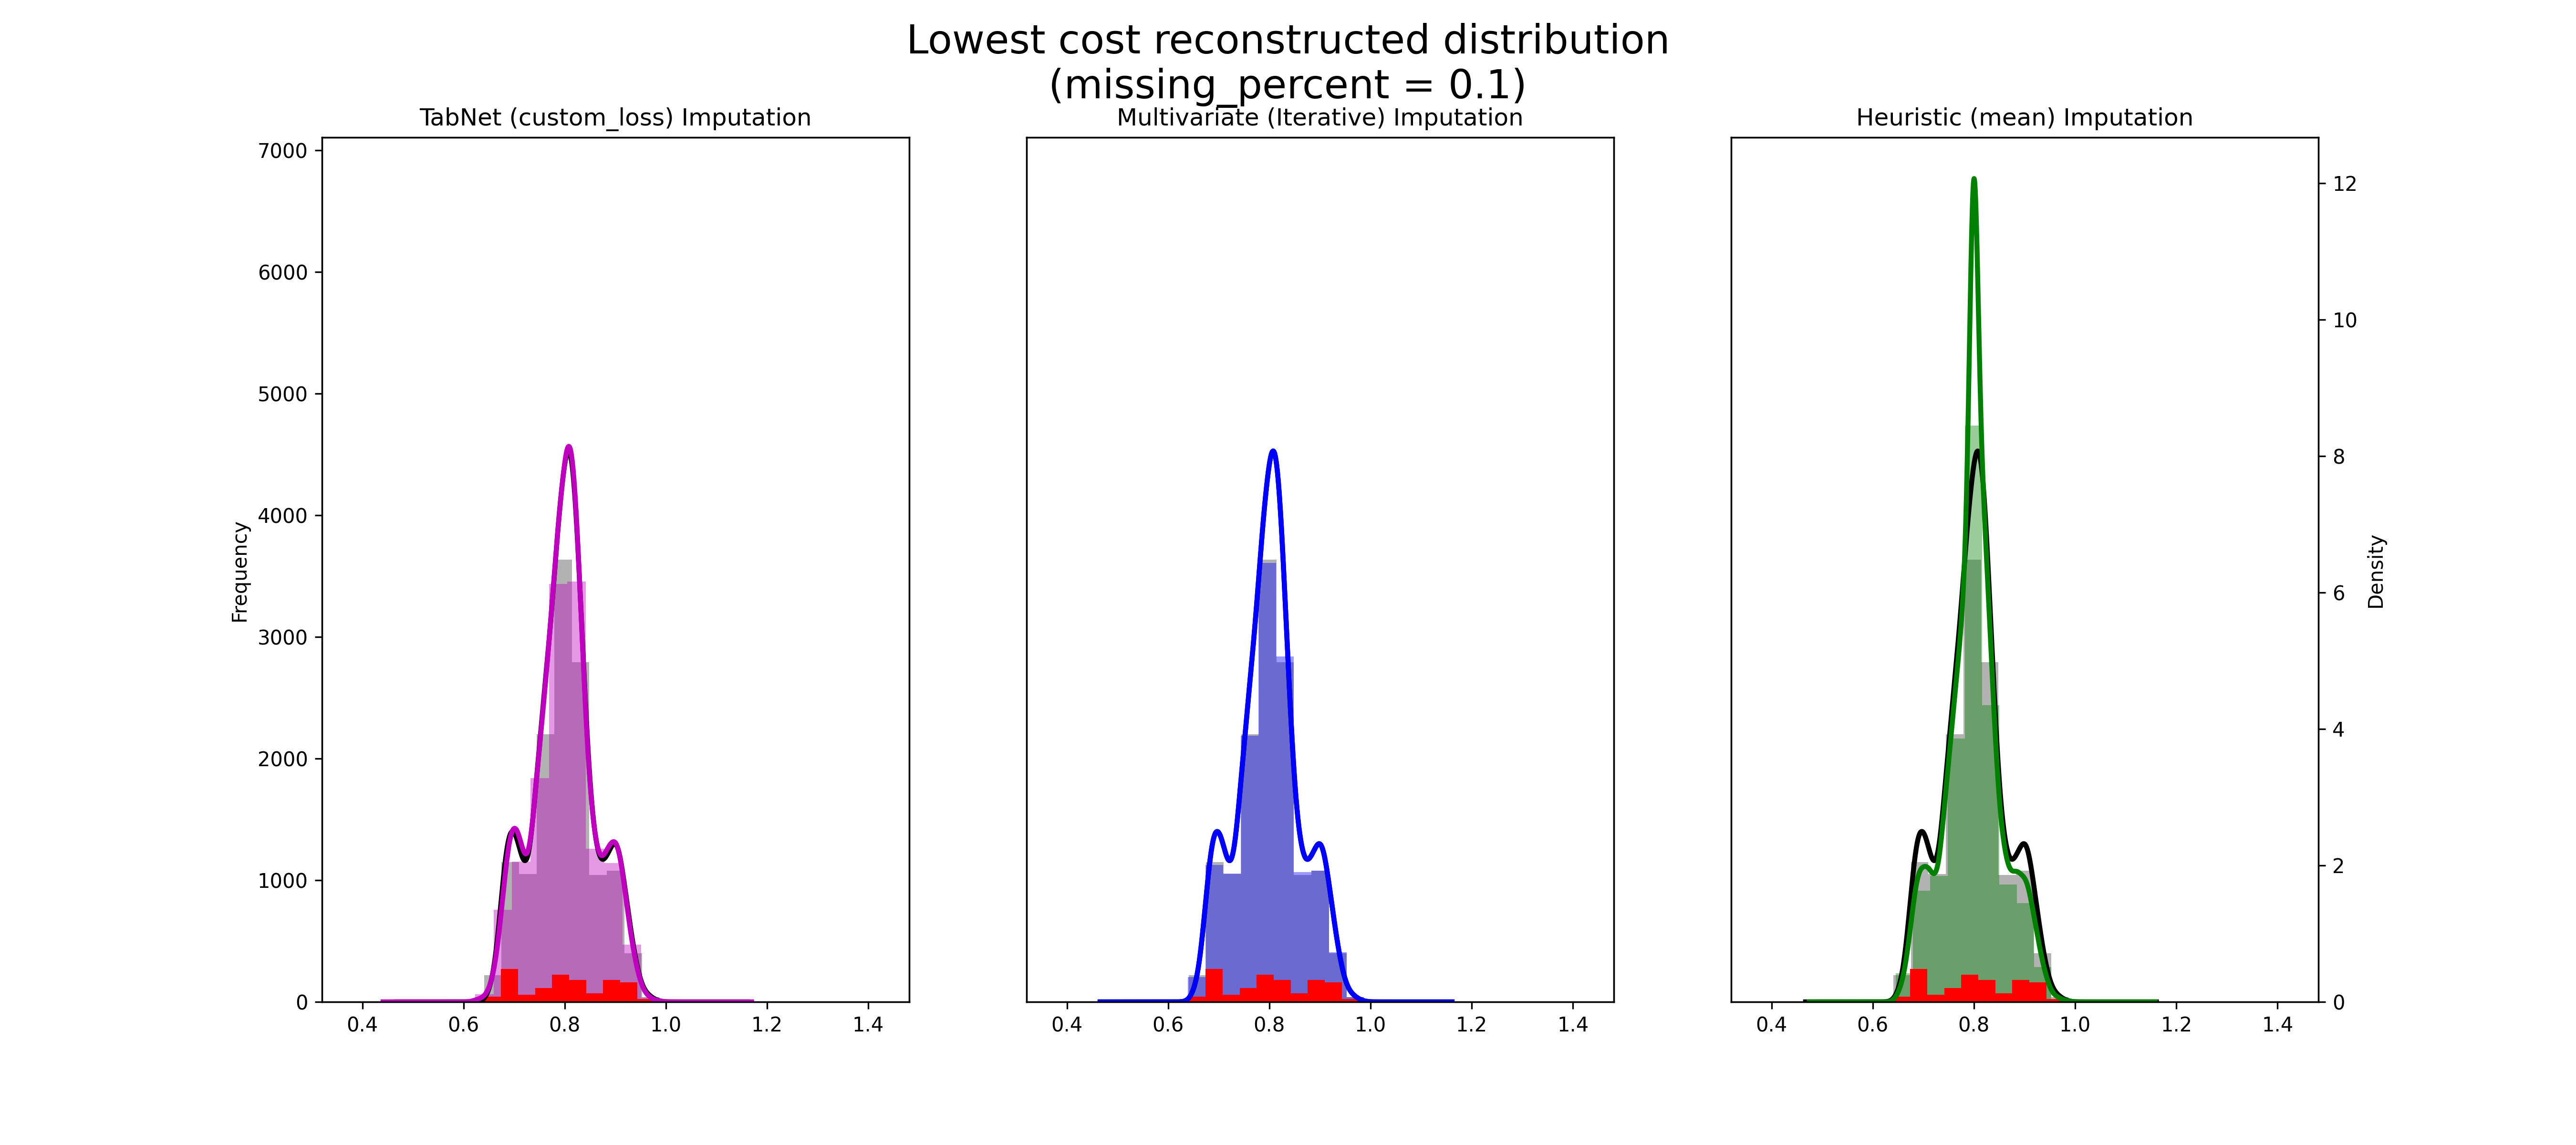 Lowest cost reconstructed distribution
(missing_percent = 0.1)
TabNet (custom_loss) Imputation
Multivariate (Iterative) Imputation
Heuristic (mean) Imputation
7000
6000
5000
4000
3000
2000
1000
0
Frequency
0.4 0.6 0.8 1.0 1.2 1.4
0.4 0.6 0.8 1.0 1.2 1.4
0.4 0.6 0.8 1.0 1.2 1.4
12
10
8
6
4
2
0
Density